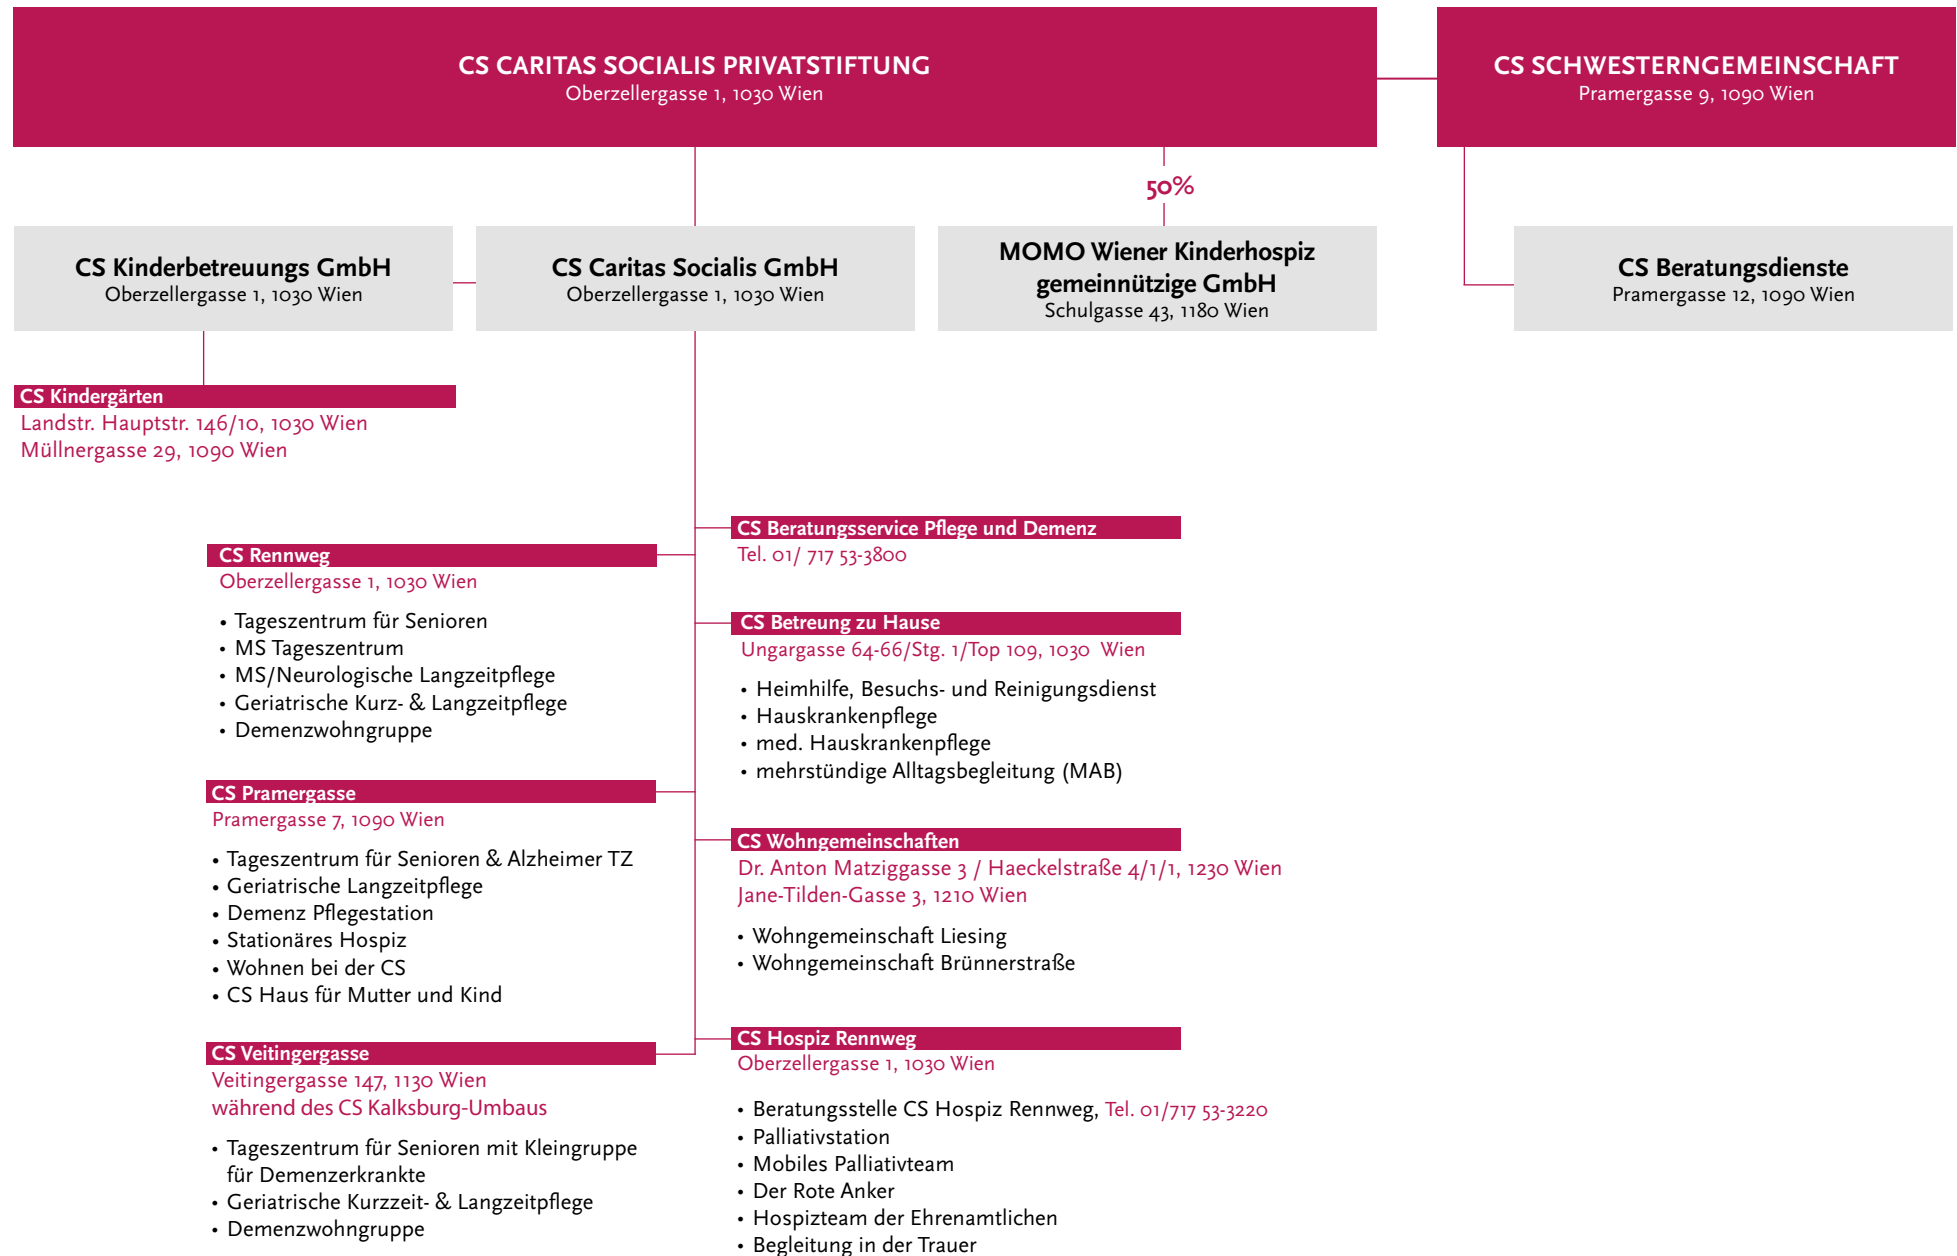 CS CARITAS SOCIALIS PRIVATSTIFTUNG
Oberzellergasse 1, 1030 Wien
CS SCHWESTERNGEMEINSCHAFT
Pramergasse 9, 1090 Wien
50%
CS Kinderbetreuungs GmbH
Oberzellergasse 1, 1030 Wien
CS Caritas Socialis GmbH
Oberzellergasse 1, 1030 Wien
MOMO Wiener Kinderhospiz
gemeinnützige GmbH
Schulgasse 43, 1180 Wien
CS Beratungsdienste
Pramergasse 12, 1090 Wien
CS Kindergärten
Landstr. Hauptstr. 146/10, 1030 Wien
Müllnergasse 29, 1090 Wien
CS Rennweg
Oberzellergasse 1, 1030 Wien
• Tageszentrum für Senioren
• MS Tageszentrum
• MS/Neurologische Langzeitpflege
• Geriatrische Kurz- & Langzeitpflege
• Demenzwohngruppe
CS Pramergasse
Pramergasse 7, 1090 Wien
• Tageszentrum für Senioren & Alzheimer TZ
• Geriatrische Langzeitpflege
• Demenz Pflegestation
• Stationäres Hospiz
• Wohnen bei der CS
• CS Haus für Mutter und Kind
CS Veitingergasse
Veitingergasse 147, 1130 Wien
während des CS Kalksburg-Umbaus
• Tageszentrum für Senioren mit Kleingruppe
für Demenzerkrankte
• Geriatrische Kurzzeit- & Langzeitpflege
• Demenzwohngruppe
CS Beratungsservice Pflege und Demenz
Tel. 01/ 717 53-3800
CS Betreung zu Hause
Ungargasse 64-66/Stg. 1/Top 109, 1030 Wien
• Heimhilfe, Besuchs- und Reinigungsdienst
• Hauskrankenpflege
• med. Hauskrankenpflege
• mehrstündige Alltagsbegleitung (MAB)
CS Wohngemeinschaften
Dr. Anton Matziggasse 3 / Haeckelstraße 4/1/1, 1230 Wien
Jane-Tilden-Gasse 3, 1210 Wien
• Wohngemeinschaft Liesing
• Wohngemeinschaft Brünnerstraße
CS Hospiz Rennweg
Oberzellergasse 1, 1030 Wien
• Beratungsstelle CS Hospiz Rennweg, Tel. 01/717 53-3220
• Palliativstation
• Mobiles Palliativteam
• Der Rote Anker
• Hospizteam der Ehrenamtlichen
• Begleitung in der Trauer